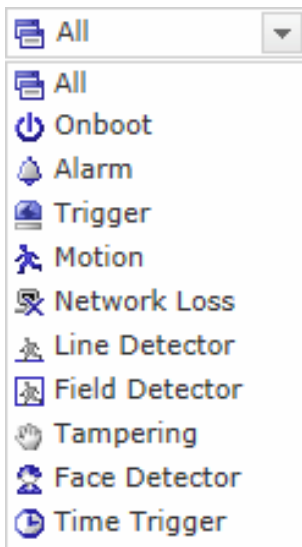 All
All
Onboot
Alarm
Trigger
Motion
Network Loss
Line Detector
Field Detector
Tampering
Face Detector
Time Trigger